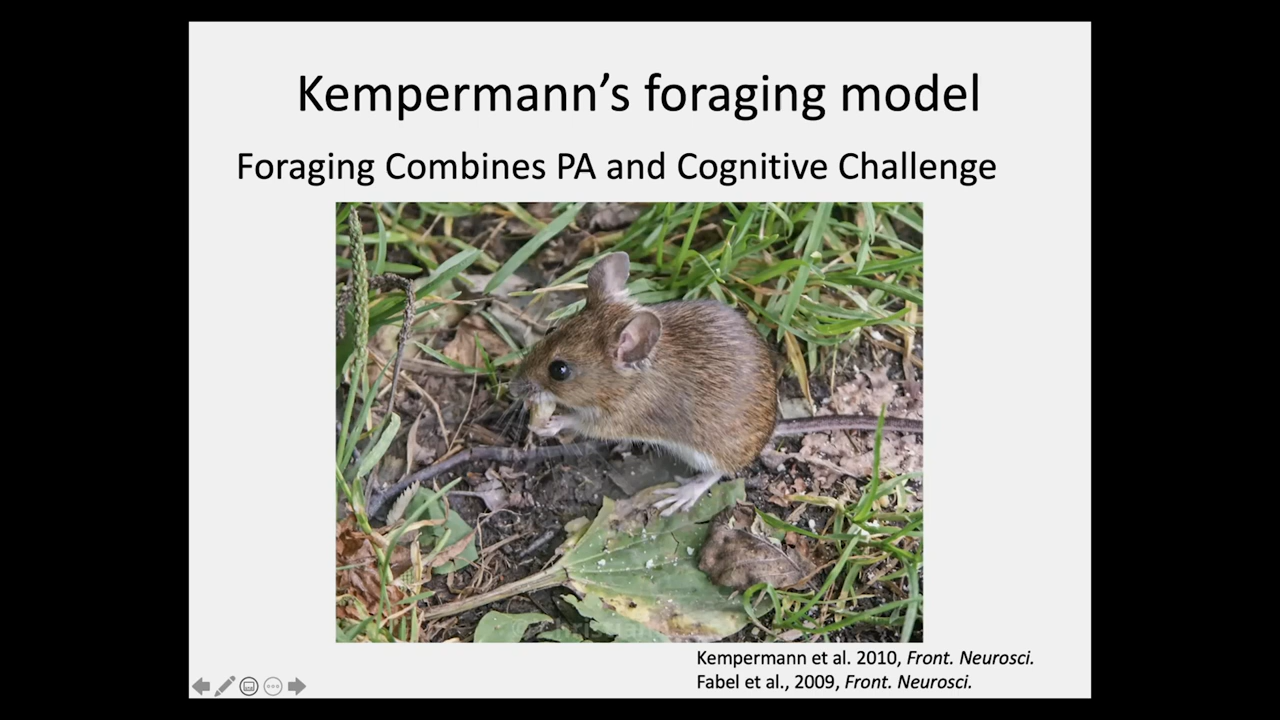 Kempermann’s foraging model
Foraging Combines PA and Cognitive Challenge
Kempermann et al. 2010, Front. Neurosci.
Fabel et al., 2009, Front. Neurosci.